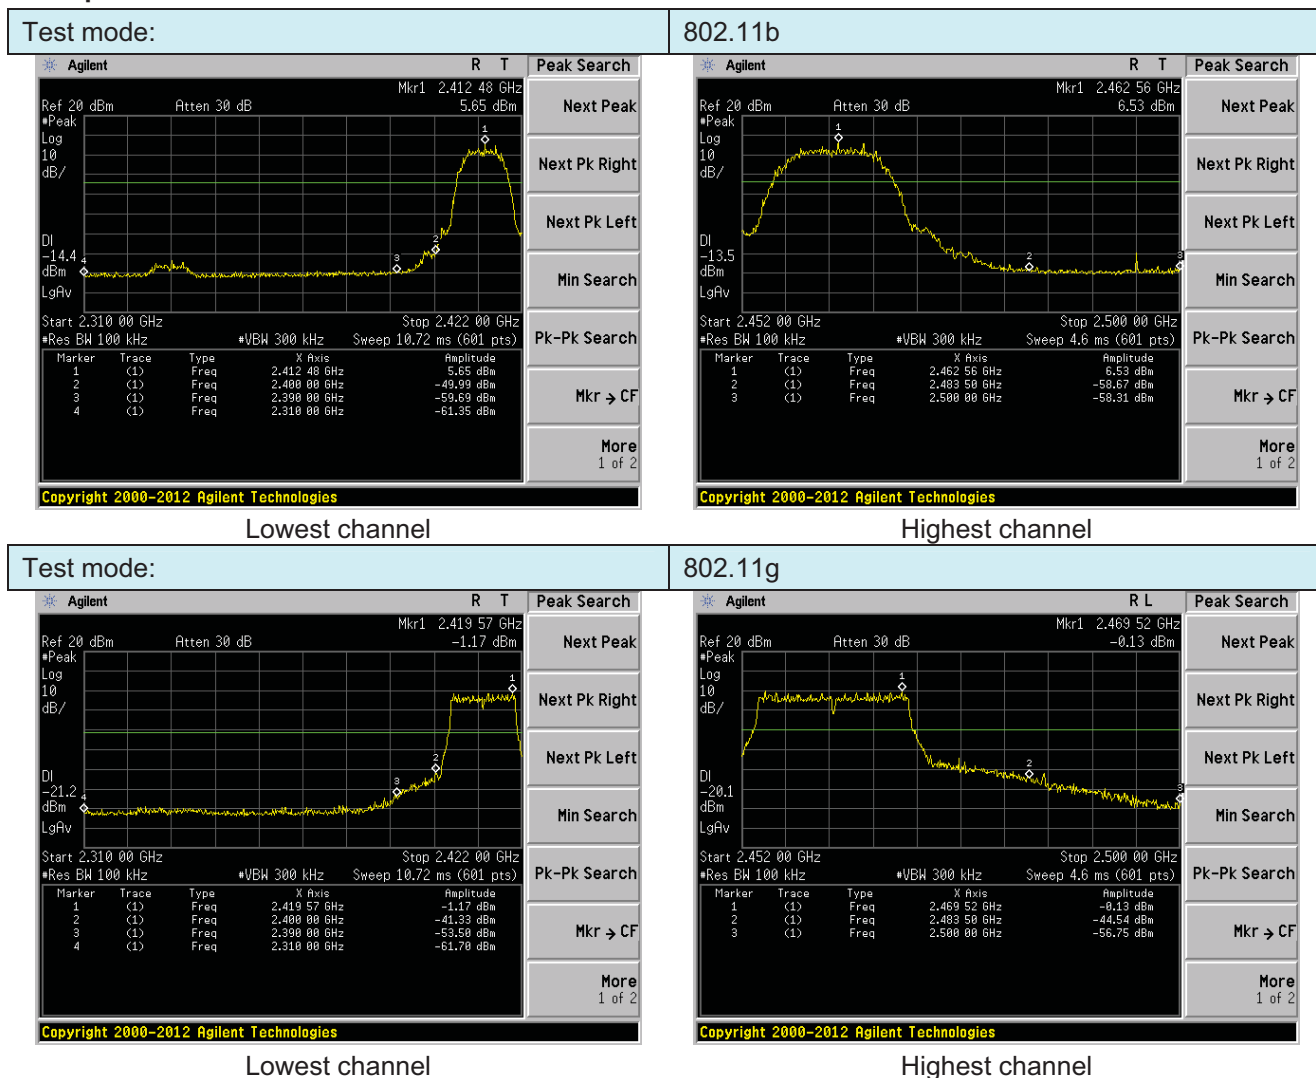 Test mode: 802.11b
Agilent R T Peak Search
Mkr1 2.412 48 GHz
Ref 20 dBm Atten 30 dB 5.65 dBm
#Peak
Log
10
dB/
DI
-14.4
dBm
LgAv
1
2
3
4
Start 2.310 00 GHz Stop 2.422 00 GHz
#Res BW 100 kHz #VBW 300 kHz Sweep 10.72 ms (601 pts)
Marker Trace Type X Axis Amplitude
1 (1) Freq 2.412 48 GHz 5.65 dBm
2 (1) Freq 2.400 00 GHz -49.99 dBm
3 (1) Freq 2.390 00 GHz -59.69 dBm
4 (1) Freq 2.310 00 GHz -61.35 dBm
Next Peak
Next Pk Right
Next Pk Left
Min Search
Pk-Pk Search
Mkr → CF
More
1 of 2
Copyright 2000-2012 Agilent Technologies
Lowest channel
Agilent R T Peak Search
Mkr1 2.462 56 GHz
Ref 20 dBm Atten 30 dB 6.53 dBm
#Peak
Log
10
dB/
DI
-13.5
dBm
LgAv
1
2
3
Start 2.452 00 GHz Stop 2.500 00 GHz
#Res BW 100 kHz #VBW 300 kHz Sweep 4.6 ms (601 pts)
Marker Trace Type X Axis Amplitude
1 (1) Freq 2.462 56 GHz 6.53 dBm
2 (1) Freq 2.483 50 GHz -58.67 dBm
3 (1) Freq 2.500 00 GHz -58.31 dBm
Next Peak
Next Pk Right
Next Pk Left
Min Search
Pk-Pk Search
Mkr → CF
More
1 of 2
Copyright 2000-2012 Agilent Technologies
Highest channel
Test mode: 802.11g
Agilent R T Peak Search
Mkr1 2.419 57 GHz
Ref 20 dBm Atten 30 dB -1.17 dBm
#Peak
Log
10
dB/
DI
-21.2
dBm
LgAv
1
2
3
4
Start 2.310 00 GHz Stop 2.422 00 GHz
#Res BW 100 kHz #VBW 300 kHz Sweep 10.72 ms (601 pts)
Marker Trace Type X Axis Amplitude
1 (1) Freq 2.419 57 GHz -1.17 dBm
2 (1) Freq 2.400 00 GHz -41.33 dBm
3 (1) Freq 2.390 00 GHz -53.50 dBm
4 (1) Freq 2.310 00 GHz -61.70 dBm
Next Peak
Next Pk Right
Next Pk Left
Min Search
Pk-Pk Search
Mkr → CF
More
1 of 2
Copyright 2000-2012 Agilent Technologies
Lowest channel
Agilent R L Peak Search
Mkr1 2.469 52 GHz
Ref 20 dBm Atten 30 dB -0.13 dBm
#Peak
Log
10
dB/
DI
-20.1
dBm
LgAv
1
2
3
Start 2.452 00 GHz Stop 2.500 00 GHz
#Res BW 100 kHz #VBW 300 kHz Sweep 4.6 ms (601 pts)
Marker Trace Type X Axis Amplitude
1 (1) Freq 2.469 52 GHz -0.13 dBm
2 (1) Freq 2.483 50 GHz -44.54 dBm
3 (1) Freq 2.500 00 GHz -56.75 dBm
Next Peak
Next Pk Right
Next Pk Left
Min Search
Pk-Pk Search
Mkr → CF
More
1 of 2
Copyright 2000-2012 Agilent Technologies
Highest channel